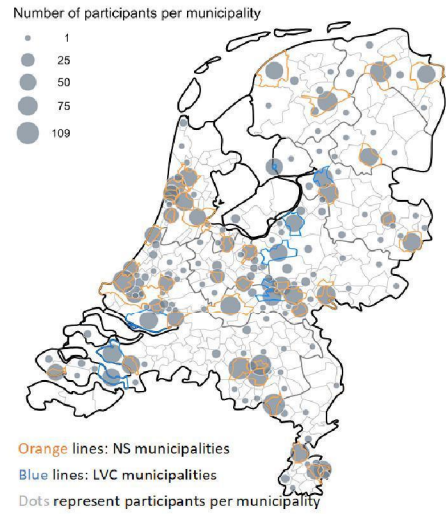 Number of participants per municipality
1
25
50
75
109
Orange lines: NS municipalities
Blue lines: LVC municipalities
Dots represent participants per municipality